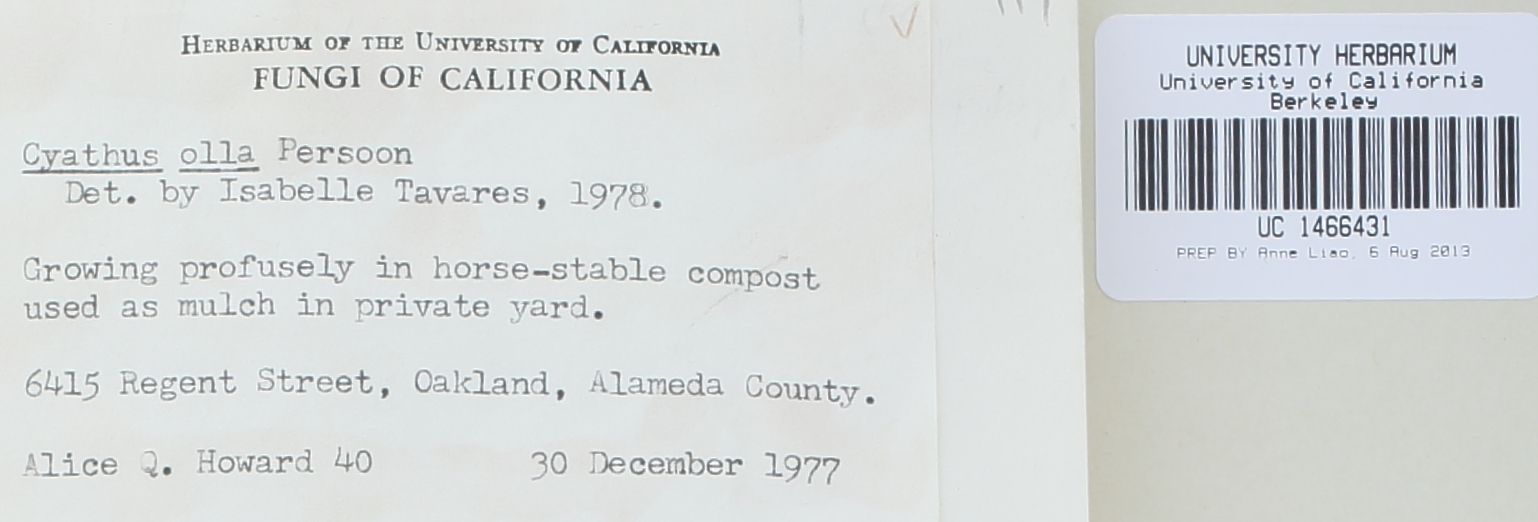 HERBARIUM OF THE UNIVERSITY OF CALIFORNIA
FUNGI OF CALIFORNIA
Cyathus olla Persoon
Det. by Isabelle Tavares, 1978.
Growing profusely in horse-stable compost
used as mulch in private yard.
6415 Regent Street, Oakland, Alameda County.
Alice Q. Howard 40 30 December 1977
UNIVERSITY HERBARIUM
University of California
Berkeley
UC 1466431
PREP BY Anne Liao, 6 Aug 2013